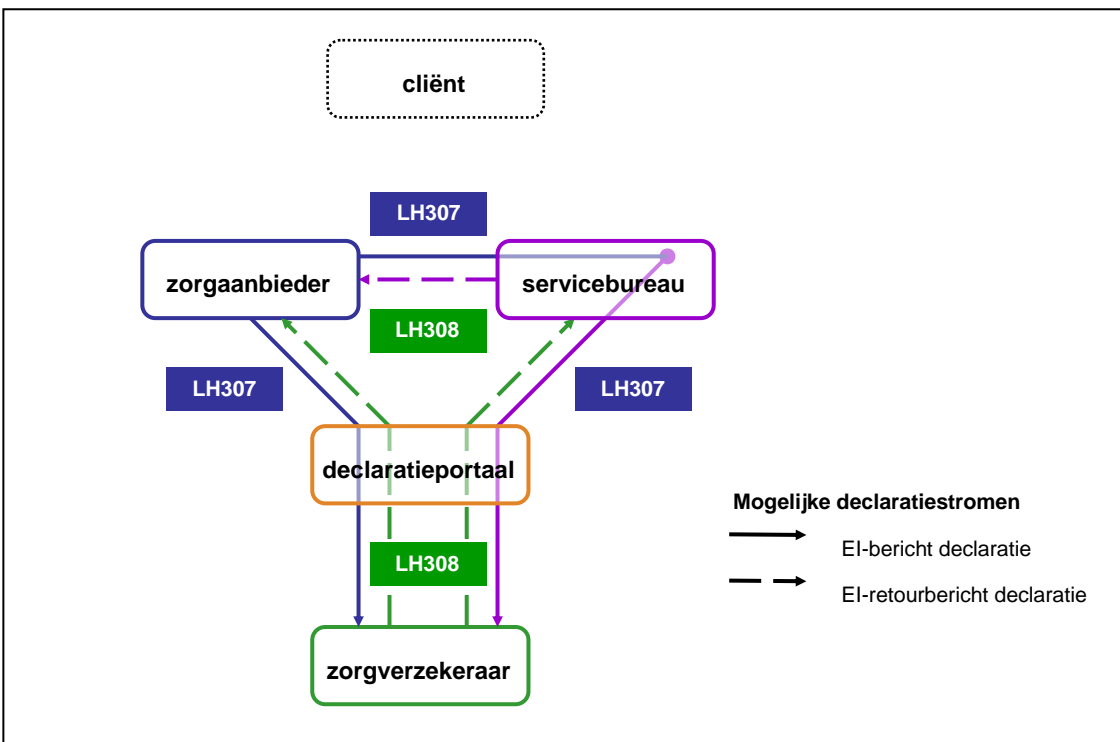 cliënt
LH307
zorgaanbieder
servicebureau
LH308
LH307
LH307
declaratieportaal
LH308
zorgverzekeraar
Mogelijke declaratiestromen
EI-bericht declaratie
EI-retourbericht declaratie